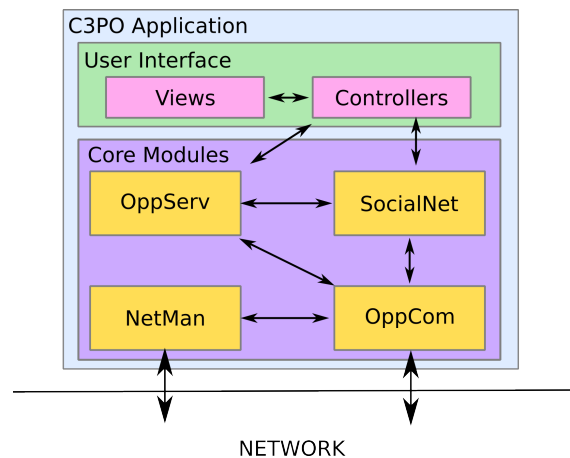 C3PO Application
User Interface
Views
Controllers
Core Modules
OppServ
SocialNet
NetMan
OppCom
NETWORK